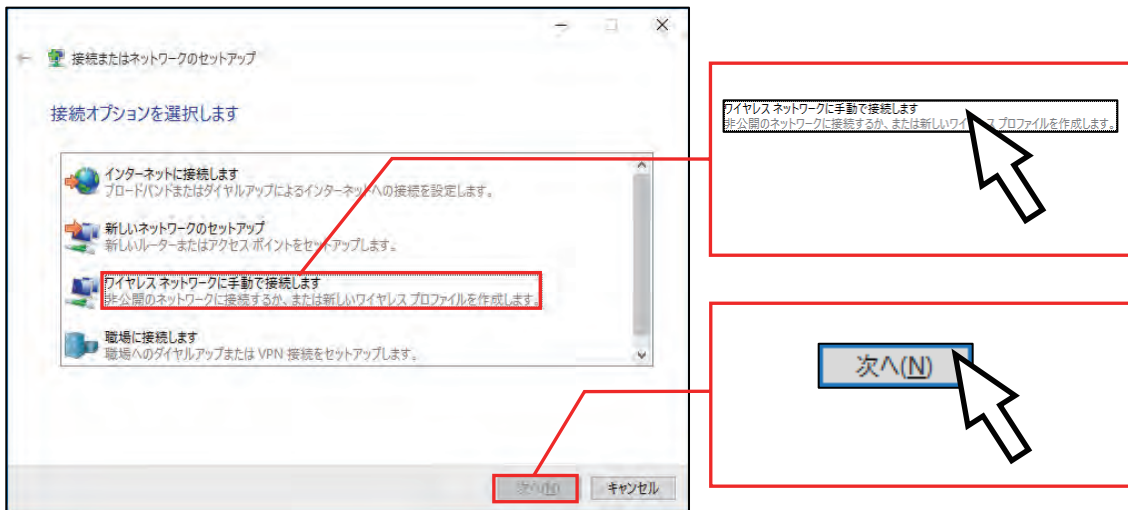 接続またはネットワークのセットアップ
接続オプションを選択します
インターネットに接続します
ブロードバンドまたはダイヤルアップによるインターネットへの接続を設定します。
新しいネットワークのセットアップ
新しいルーターまたはアクセス ポイントをセットアップします。
ワイヤレス ネットワークに手動で接続します
非公開のネットワークに接続するか、または新しいワイヤレス プロファイルを作成します。
職場に接続します
職場へのダイヤルアップまたは VPN 接続をセットアップします。
次へ(N)
キャンセル
ワイヤレス ネットワークに手動で接続します
非公開のネットワークに接続するか、または新しいワイヤレス プロファイルを作成します。
次へ(N)